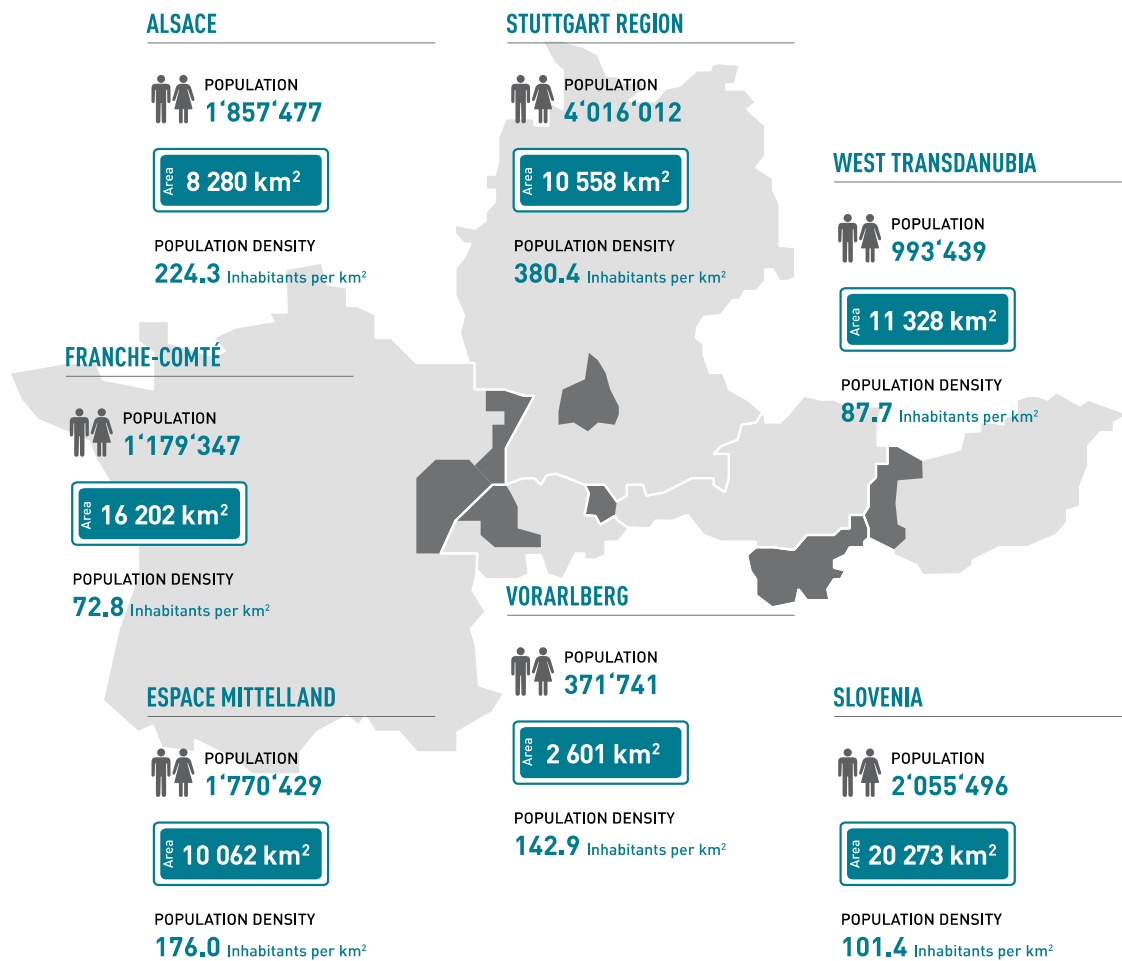 ALSACE
POPULATION
1‘857‘477
Area 8 280 km²
POPULATION DENSITY
224.3 Inhabitants per km²
STUTTGART REGION
POPULATION
4‘016‘012
Area 10 558 km²
POPULATION DENSITY
380.4 Inhabitants per km²
WEST TRANSDANUBIA
POPULATION
993‘439
Area 11 328 km²
POPULATION DENSITY
87.7 Inhabitants per km²
FRANCHE-COMTÉ
POPULATION
1‘179‘347
Area 16 202 km²
POPULATION DENSITY
72.8 Inhabitants per km²
VORARLBERG
POPULATION
371‘741
Area 2 601 km²
POPULATION DENSITY
142.9 Inhabitants per km²
ESPACE MITTELLAND
POPULATION
1‘770‘429
Area 10 062 km²
POPULATION DENSITY
176.0 Inhabitants per km²
SLOVENIA
POPULATION
2‘055‘496
Area 20 273 km²
POPULATION DENSITY
101.4 Inhabitants per km²